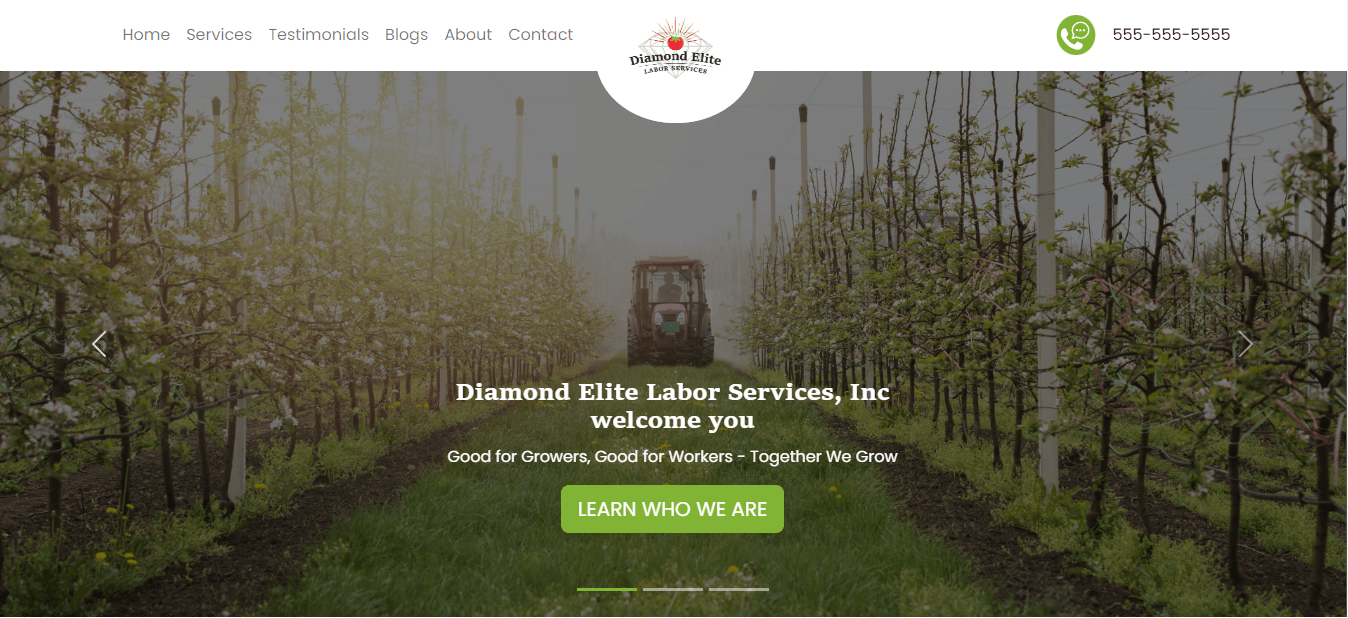 Home Services Testimonials Blogs About Contact
Diamond Elite
LABOR SERVICES
555-555-5555
Diamond Elite Labor Services, Inc
welcome you
Good for Growers, Good for Workers - Together We Grow
LEARN WHO WE ARE